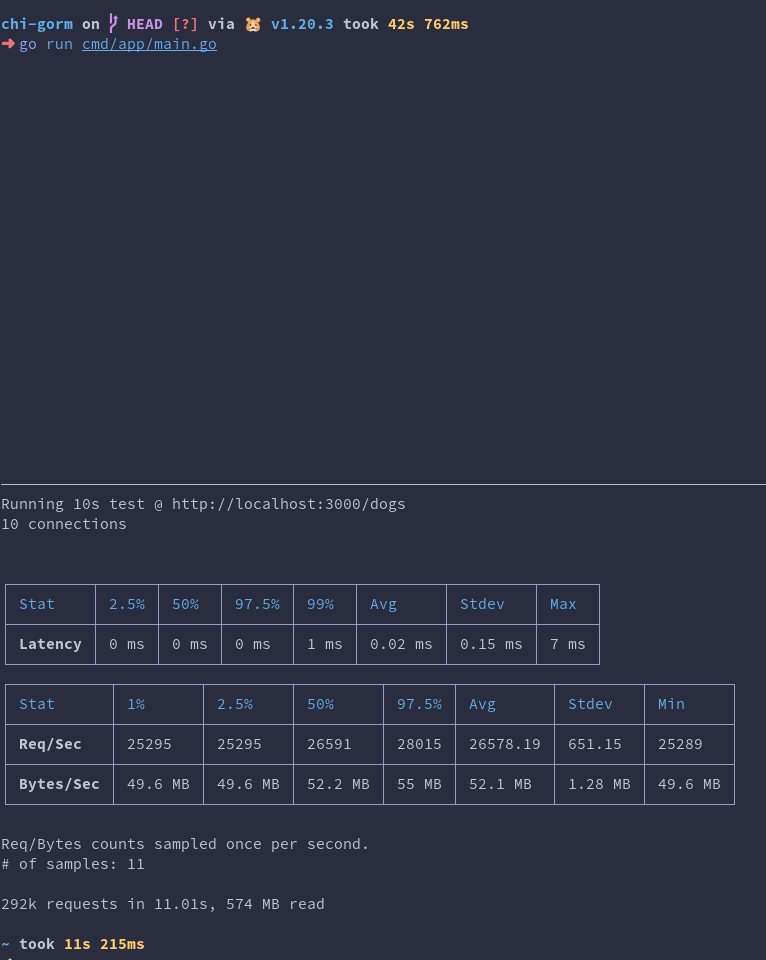 chi-gorm on HEAD [?] via 🐹 v1.20.3 took 42s 762ms
➜ go run cmd/app/main.go
Running 10s test @ http://localhost:3000/dogs
10 connections
Stat 2.5% 50% 97.5% 99% Avg Stdev Max
Latency 0 ms 0 ms 0 ms 1 ms 0.02 ms 0.15 ms 7 ms
Stat 1% 2.5% 50% 97.5% Avg Stdev Min
Req/Sec 25295 25295 26591 28015 26578.19 651.15 25289
Bytes/Sec 49.6 MB 49.6 MB 52.2 MB 55 MB 52.1 MB 1.28 MB 49.6 MB
Req/Bytes counts sampled once per second.
# of samples: 11
292k requests in 11.01s, 574 MB read
~ took 11s 215ms